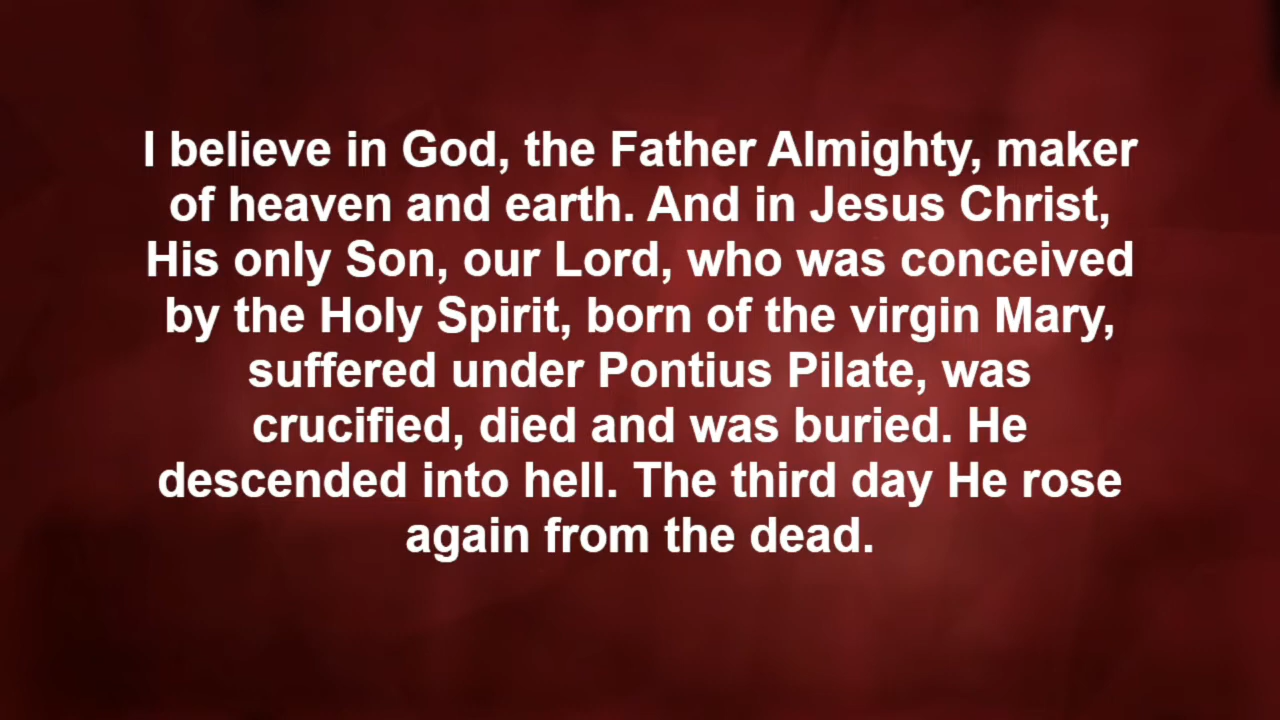 I believe in God, the Father Almighty, maker
of heaven and earth. And in Jesus Christ,
His only Son, our Lord, who was conceived
by the Holy Spirit, born of the virgin Mary,
suffered under Pontius Pilate, was
crucified, died and was buried. He
descended into hell. The third day He rose
again from the dead.